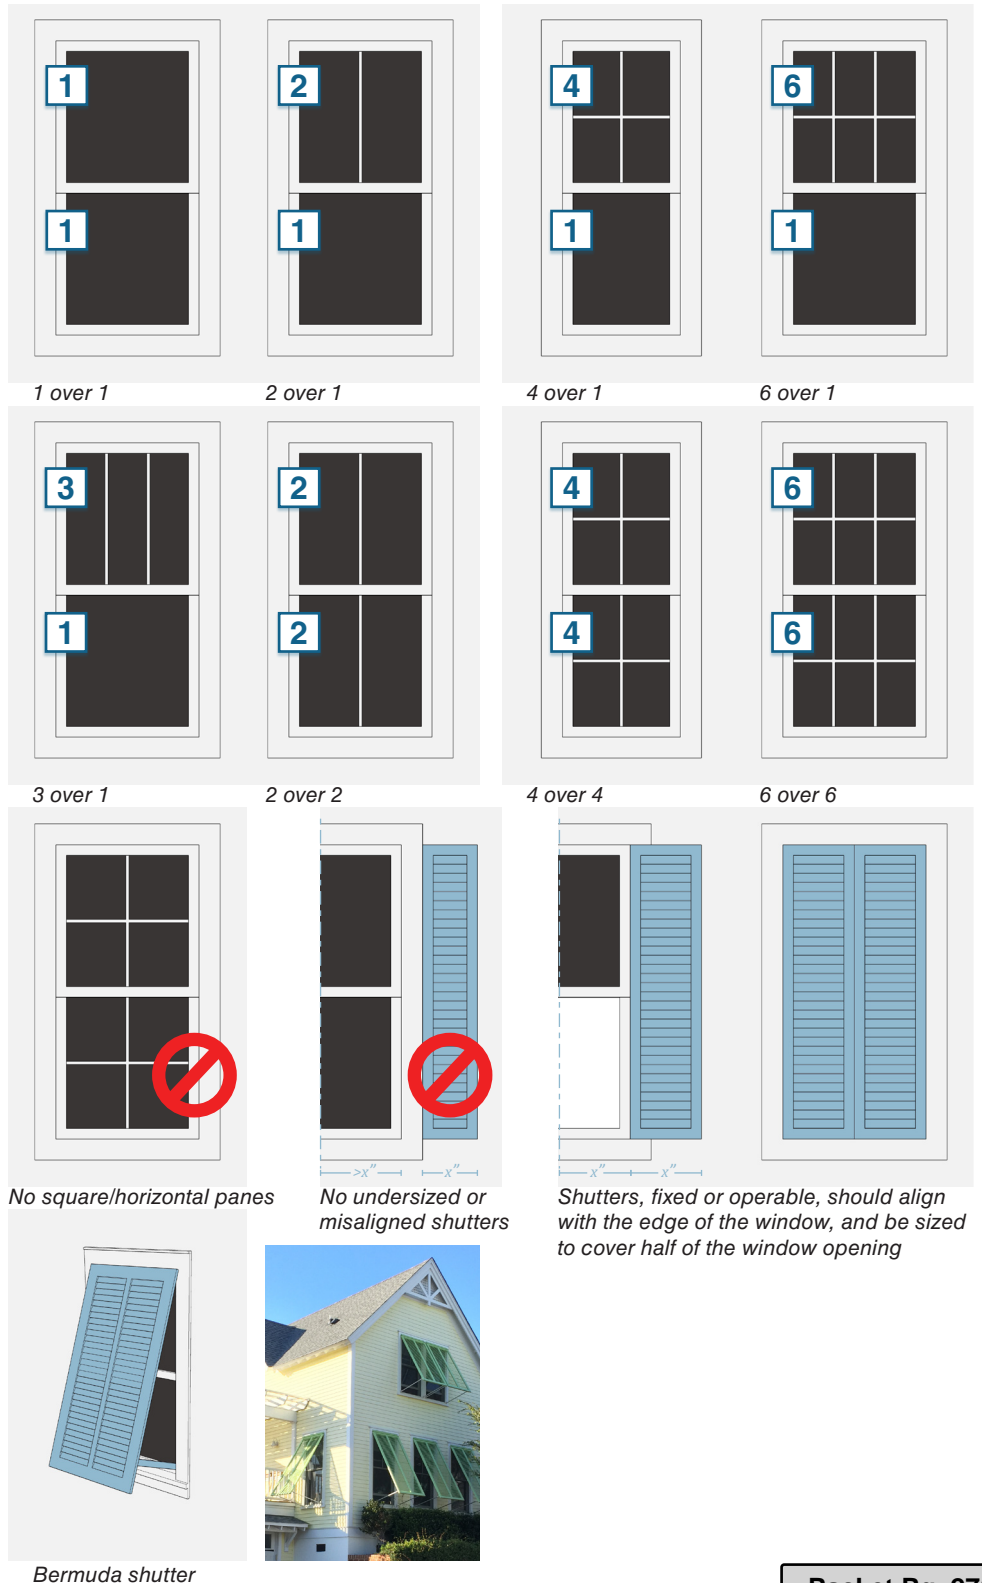 1
2
4
6
1
1
1
1
1 over 1
2 over 1
4 over 1
6 over 1
3
2
4
6
1
2
4
6
3 over 1
2 over 2
4 over 4
6 over 6
>x"
x"
x"
x"
No square/horizontal panes
No undersized or
misaligned shutters
Shutters, fixed or operable, should align
with the edge of the window, and be sized
to cover half of the window opening
Bermuda shutter